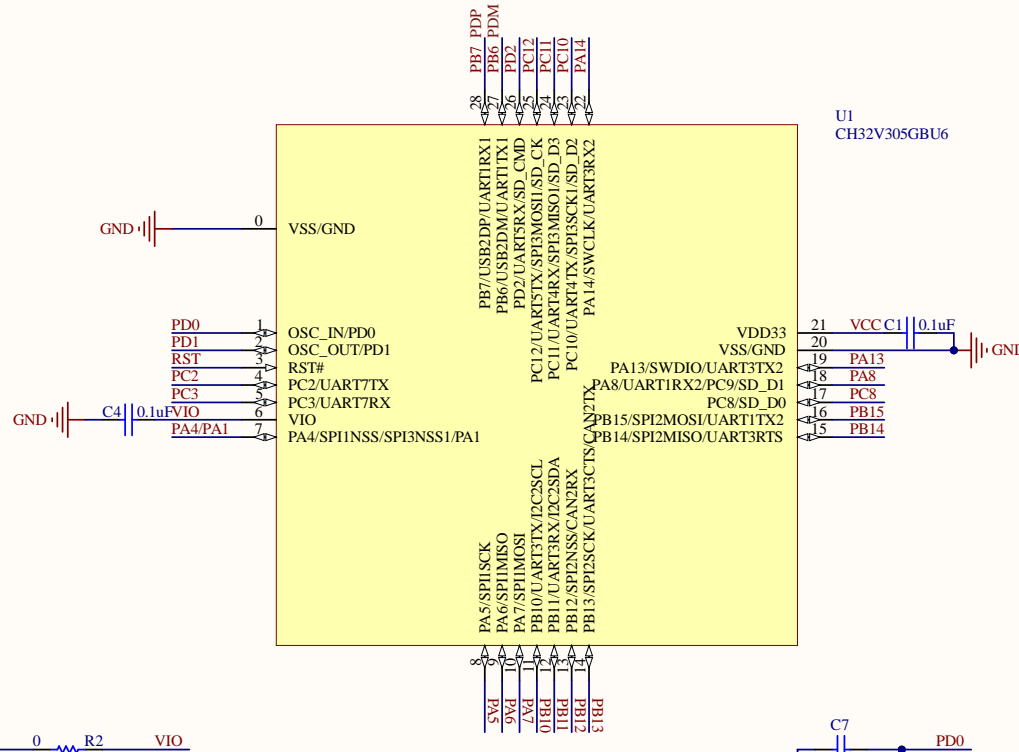 PB7 PDP
PB6 PDM
PD2
PC12
PC11
PC10
PA14
28
27
26
25
24
23
22
U1
CH32V305GBU6
PB7/USB2DP/UART1RX1
PB6/USB2DM/UART1TX1
PD2/UART5RX/SD_CMD
PC12/UART5TX/SPI3MOSI1/SD_CK
PC11/UART4RX/SPI3MISO1/SD_D3
PC10/UART4TX/SPI3SCK1/SD_D2
PA14/SWCLK/UART3RX2
GND 0 VSS/GND
PD0 1 OSC_IN/PD0
PD1 2 OSC_OUT/PD1
RST 3 RST#
PC2 4 PC2/UART7TX
PC3 5 PC3/UART7RX
GND C4 0.1uF VIO 6 VIO
PA4/PA1 7 PA4/SPI1NSS/SPI3NSS1/PA1
VDD33 21 VCC C1 0.1uF
VSS/GND 20 GND
PA13/SWDIO/UART3TX2 19 PA13
PA8/UART1RX2/PC9/SD_D1 18 PA8
PC8/SD_D0 17 PC8
PB15/SPI2MOSI/UART1TX2 16 PB15
PB14/SPI2MISO/UART3RTS 15 PB14
PA5/SPI1SCK
PA6/SPI1MISO
PA7/SPI1MOSI
PB10/UART3TX/I2C2SCL
PB11/UART3RX/I2C2SDA
PB12/SPI2NSS/CAN2RX
PB13/SPI2SCK/UART3CTS/CAN2TX
8
9
10
11
12
13
14
PA5
PA6
PA7
PB10
PB11
PB12
PB13
0 R2 VIO
C7
PD0